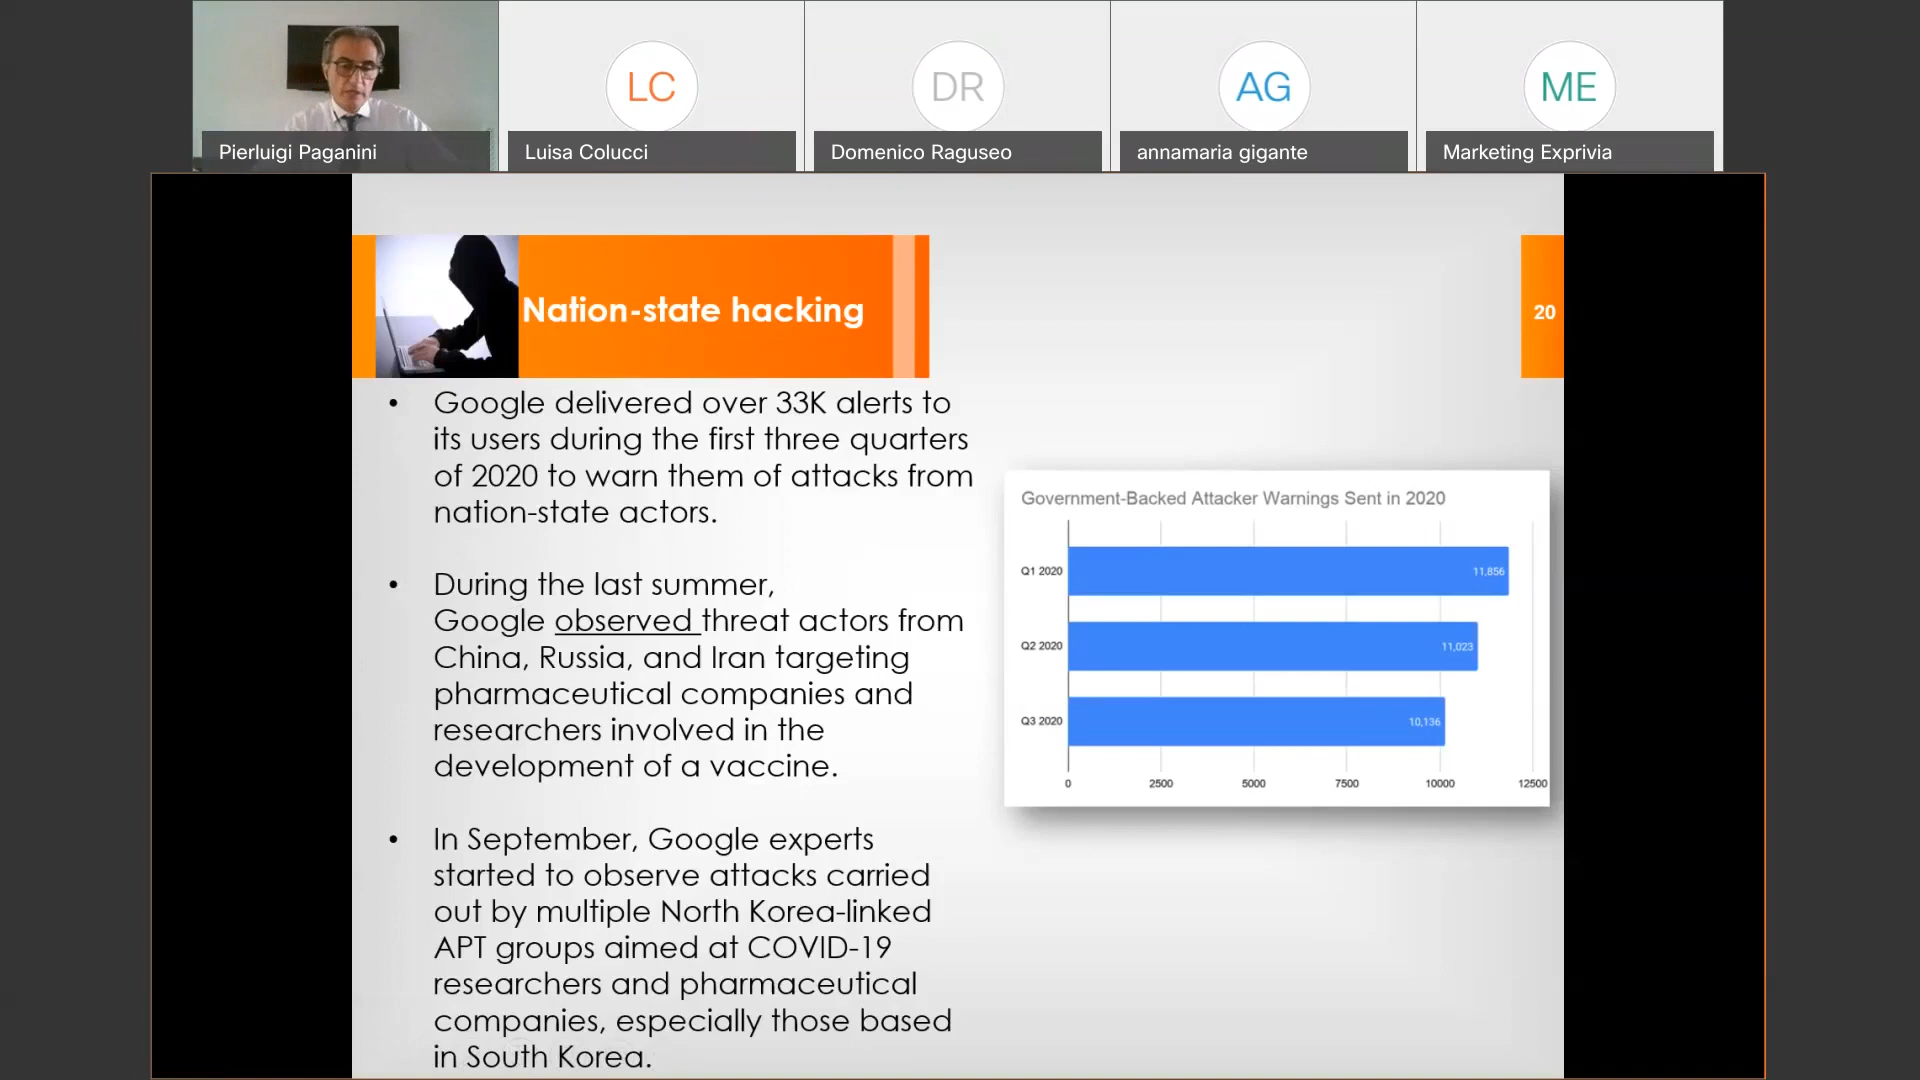 LC
DR
AG
ME
Pierluigi Paganini
Luisa Colucci
Domenico Raguseo
annamaria gigante
Marketing Exprivia
Nation-state hacking
20
• Google delivered over 33K alerts to
its users during the first three quarters
of 2020 to warn them of attacks from
nation-state actors.
• During the last summer,
Google observed threat actors from
China, Russia, and Iran targeting
pharmaceutical companies and
researchers involved in the
development of a vaccine.
• In September, Google experts
started to observe attacks carried
out by multiple North Korea-linked
APT groups aimed at COVID-19
researchers and pharmaceutical
companies, especially those based
in South Korea.
Government-Backed Attacker Warnings Sent in 2020
Q1 2020
11,856
Q2 2020
11,023
Q3 2020
10,136
0 2500 5000 7500 10000 12500